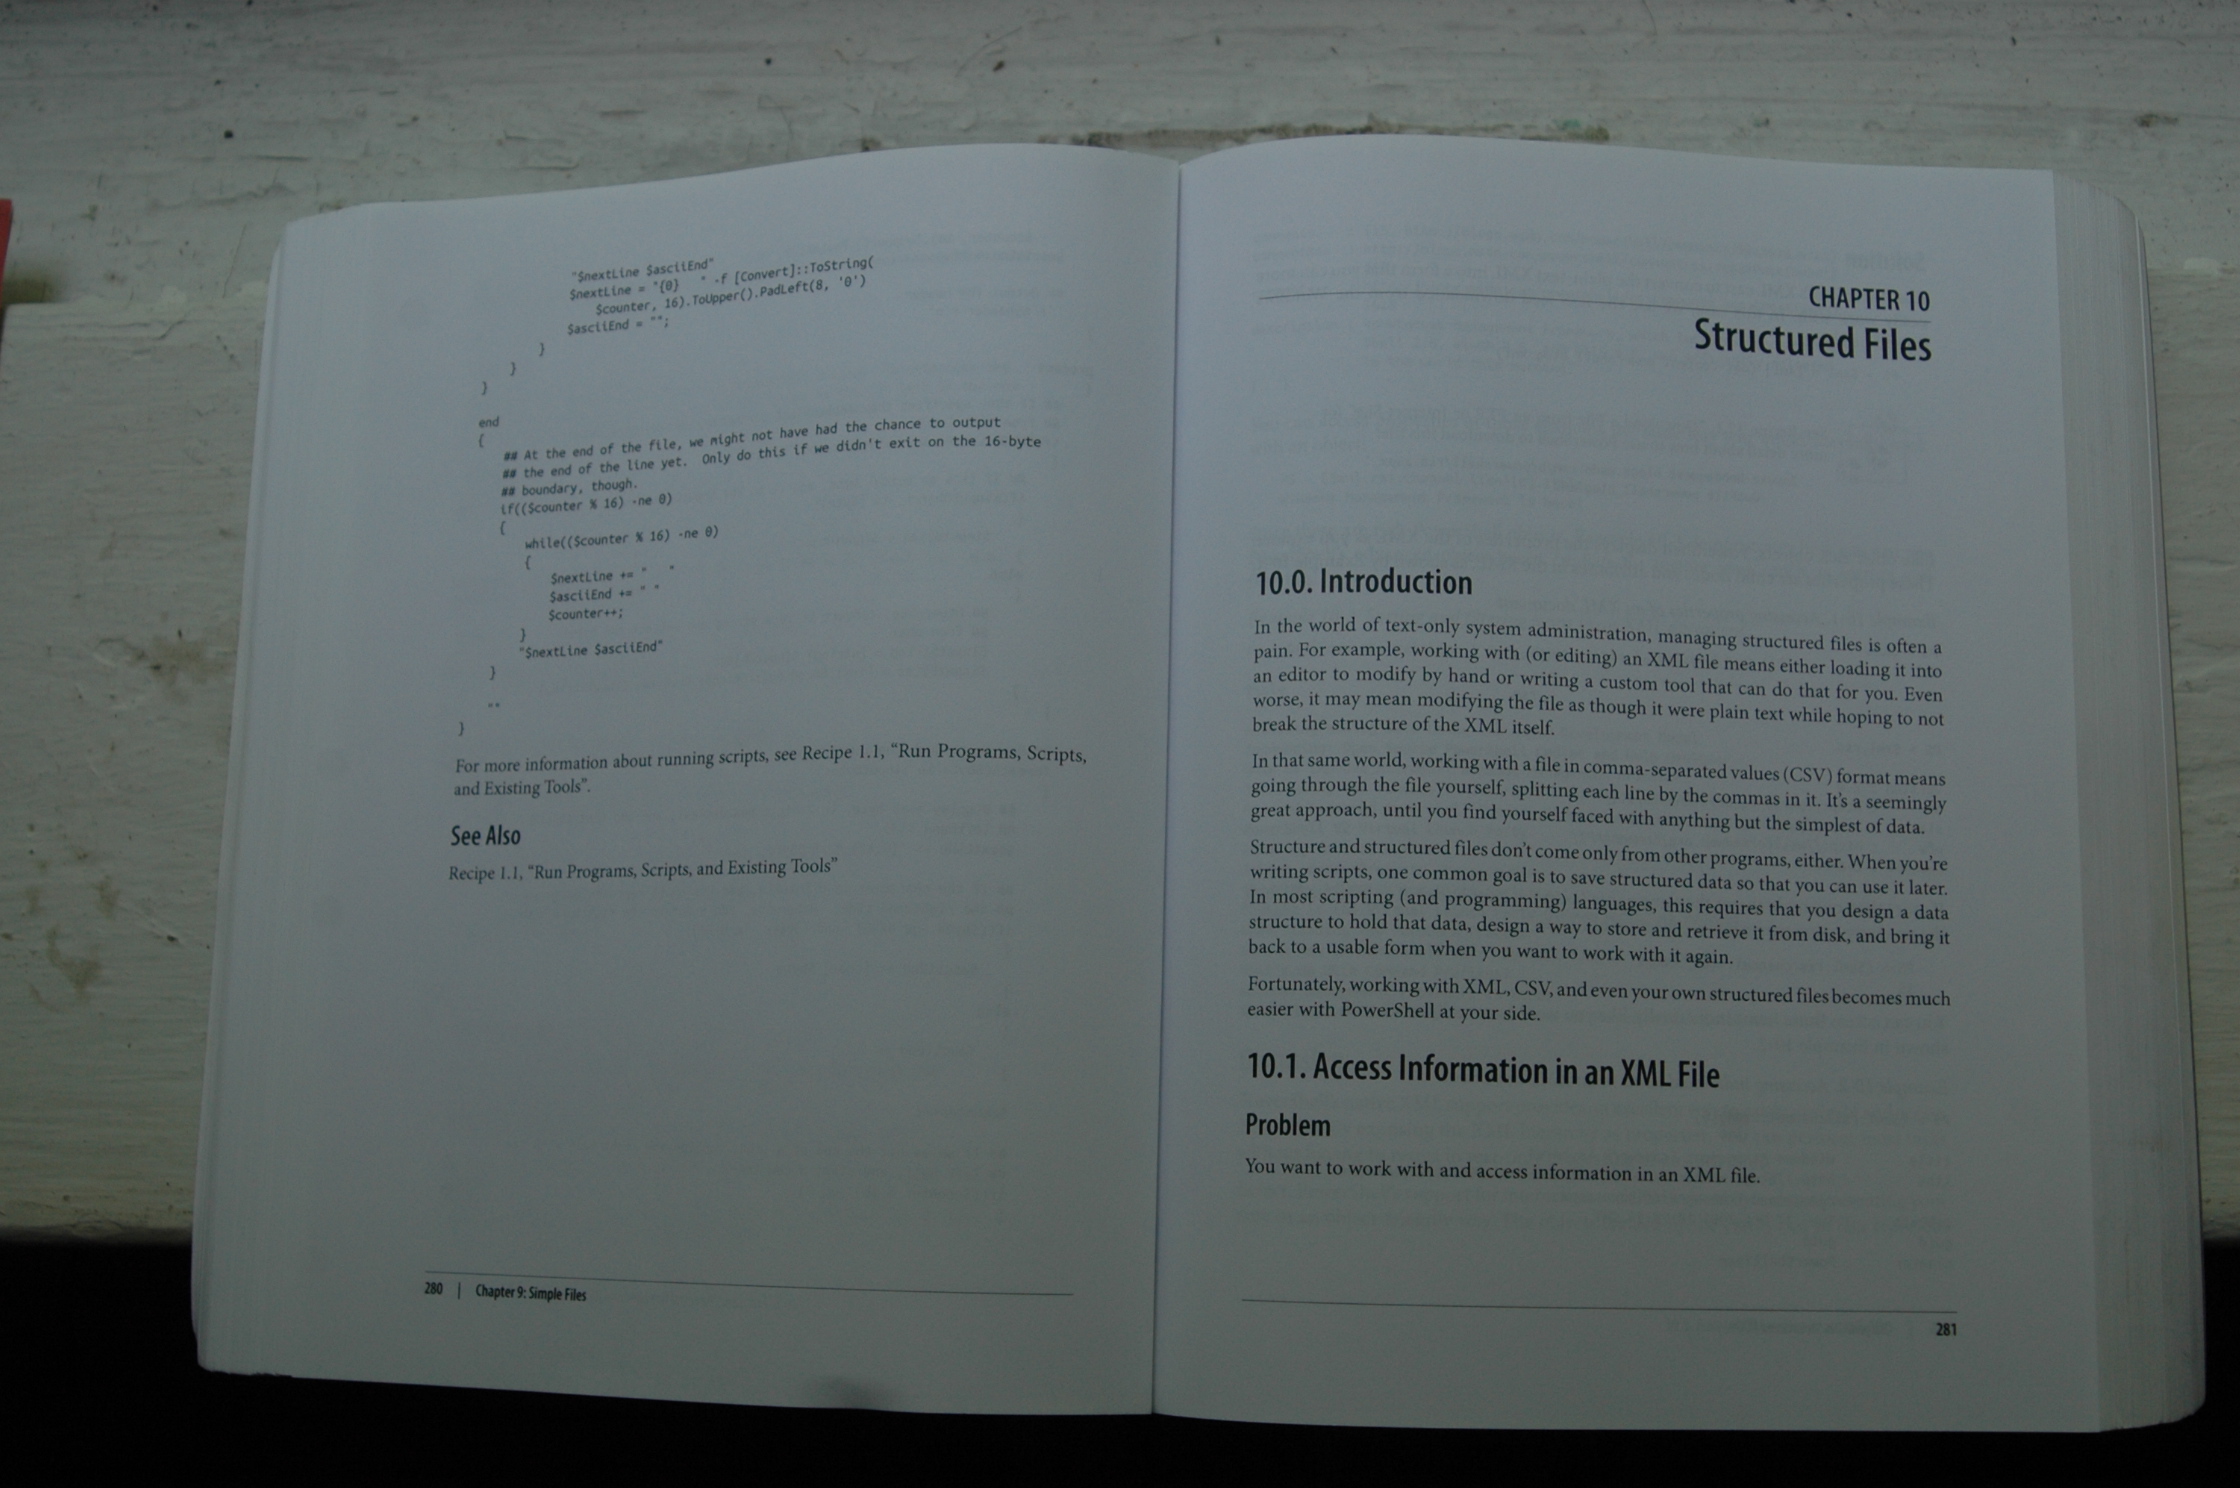 "$nextLine $asciiEnd"
$nextLine = "{0}   " -f [Convert]::ToString(
$counter, 16).ToUpper().PadLeft(8, '0')
$asciiEnd = "";
}
}
}
end
{
## At the end of the file, we might not have had the chance to output
## the end of the line yet.  Only do this if we didn't exit on the 16-byte
## boundary, though.
if(($counter % 16) -ne 0)
{
while(($counter % 16) -ne 0)
{
$nextLine += "   "
$asciiEnd += " "
$counter++;
}
"$nextLine $asciiEnd"
}
""
}
For more information about running scripts, see Recipe 1.1, “Run Programs, Scripts,
and Existing Tools”.
See Also
Recipe 1.1, “Run Programs, Scripts, and Existing Tools”
280 | Chapter 9: Simple Files
CHAPTER 10
Structured Files
10.0. Introduction
In the world of text-only system administration, managing structured files is often a
pain. For example, working with (or editing) an XML file means either loading it into
an editor to modify by hand or writing a custom tool that can do that for you. Even
worse, it may mean modifying the file as though it were plain text while hoping to not
break the structure of the XML itself.
In that same world, working with a file in comma-separated values (CSV) format means
going through the file yourself, splitting each line by the commas in it. It’s a seemingly
great approach, until you find yourself faced with anything but the simplest of data.
Structure and structured files don’t come only from other programs, either. When you’re
writing scripts, one common goal is to save structured data so that you can use it later.
In most scripting (and programming) languages, this requires that you design a data
structure to hold that data, design a way to store and retrieve it from disk, and bring it
back to a usable form when you want to work with it again.
Fortunately, working with XML, CSV, and even your own structured files becomes much
easier with PowerShell at your side.
10.1. Access Information in an XML File
Problem
You want to work with and access information in an XML file.
281